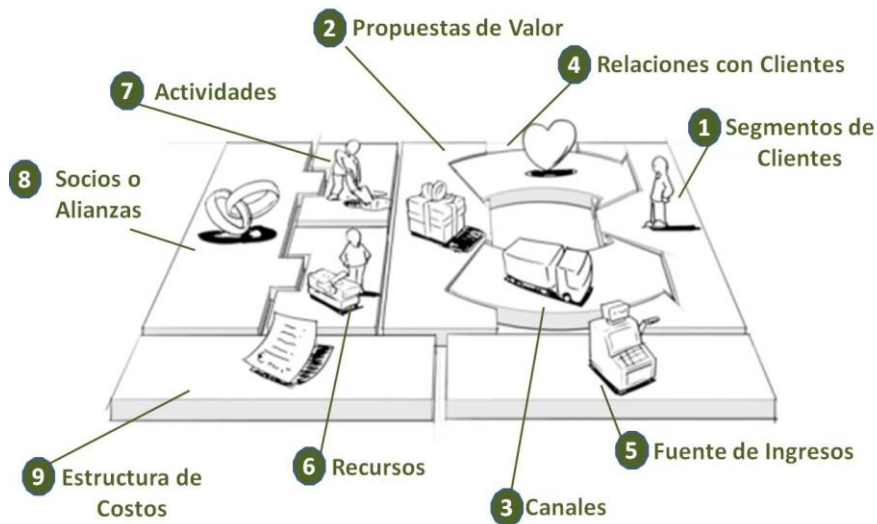 2 Propuestas de Valor
4 Relaciones con Clientes
7 Actividades
1 Segmentos de
Clientes
8 Socios o
Alianzas
9 Estructura de
Costos
6 Recursos
3 Canales
5 Fuente de Ingresos